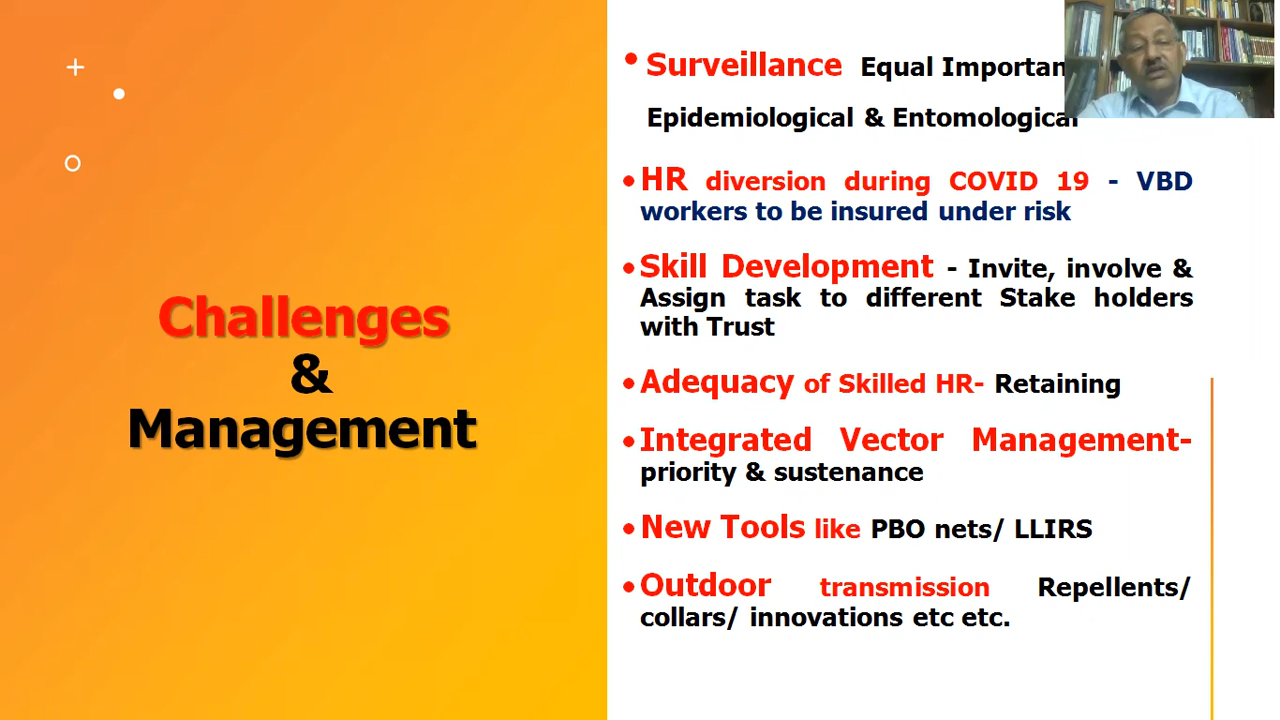 Challenges
&
Management
• Surveillance Equal
Epidemiological & Entomological
• HR diversion during COVID 19 - VBD
workers to be insured under risk
• Skill Development - Invite, involve &
Assign task to different Stake holders
with Trust
• Adequacy of Skilled HR- Retaining
• Integrated Vector Management-
priority & sustenance
• New Tools like PBO nets/ LLIRS
• Outdoor transmission Repellents/
collars/ innovations etc etc.